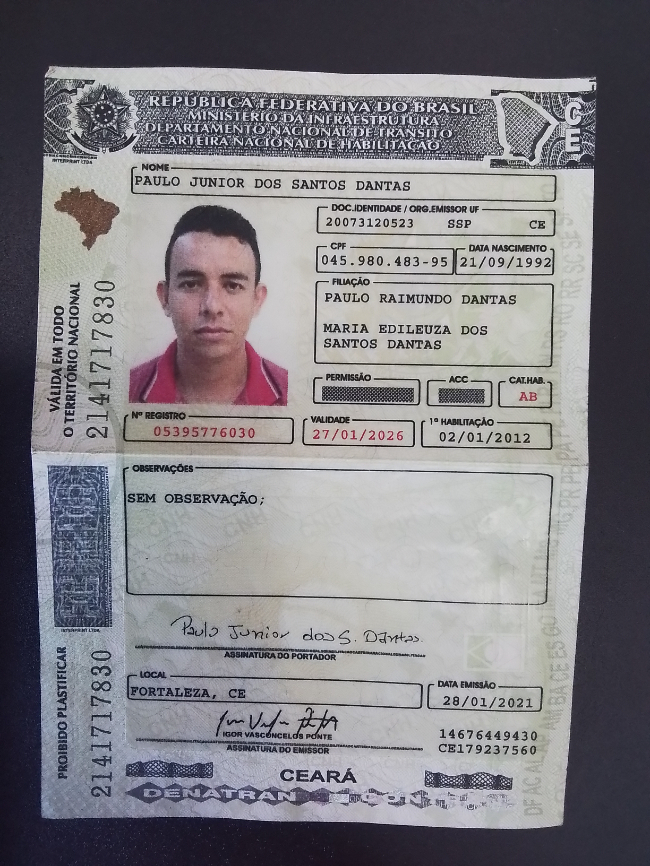 REPÚBLICA FEDERATIVA DO BRASIL
MINISTÉRIO DA INFRAESTRUTURA
DEPARTAMENTO NACIONAL DE TRÂNSITO
CARTEIRA NACIONAL DE HABILITAÇÃO
CE
INTERPRINT LTDA.
NOME
PAULO JUNIOR DOS SANTOS DANTAS
DOC. IDENTIDADE / ORG. EMISSOR UF
20073120523 SSP CE
CPF
045.980.483-95
DATA NASCIMENTO
21/09/1992
FILIAÇÃO
PAULO RAIMUNDO DANTAS
MARIA EDILEUZA DOS
SANTOS DANTAS
PERMISSÃO
ACC
CAT. HAB.
AB
Nº REGISTRO
05395776030
VALIDADE
27/01/2026
1ª HABILITAÇÃO
02/01/2012
VÁLIDA EM TODO
O TERRITÓRIO NACIONAL
2141717830
OBSERVAÇÕES
SEM OBSERVAÇÃO;
INTERPRINT LTDA.
Paulo Junior dos S. Dantas
ASSINATURA DO PORTADOR
LOCAL
FORTALEZA, CE
DATA EMISSÃO
28/01/2021
IGOR VASCONCELOS PONTE
ASSINATURA DO EMISSOR
14676449430
CE179237560
PROIBIDO PLASTIFICAR
2141717830
CEARÁ
DENATRAN